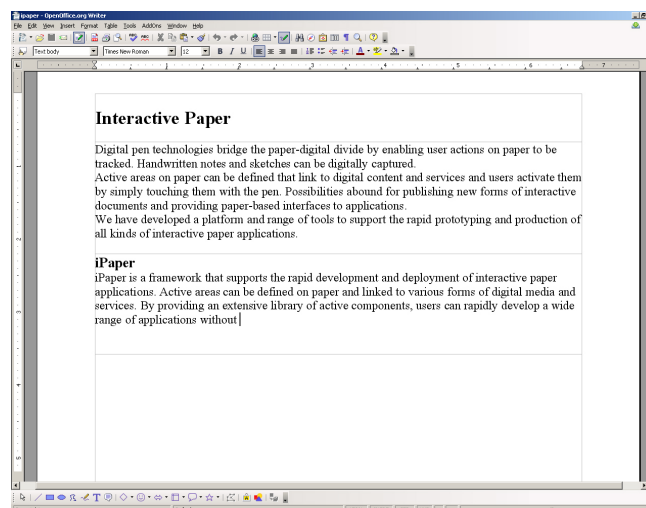 ipaper - OpenOffice.org Writer
File Edit View Insert Format Table Tools AddOns Window Help
Text body Times New Roman 12 B I U
1 2 3 4 5 6 7
Interactive Paper
Digital pen technologies bridge the paper-digital divide by enabling user actions on paper to be
tracked. Handwritten notes and sketches can be digitally captured.
Active areas on paper can be defined that link to digital content and services and users activate them
by simply touching them with the pen. Possibilities abound for publishing new forms of interactive
documents and providing paper-based interfaces to applications.
We have developed a platform and range of tools to support the rapid prototyping and production of
all kinds of interactive paper applications.
iPaper
iPaper is a framework that supports the rapid development and deployment of interactive paper
applications. Active areas can be defined on paper and linked to various forms of digital media and
services. By providing an extensive library of active components, users can rapidly develop a wide
range of applications without